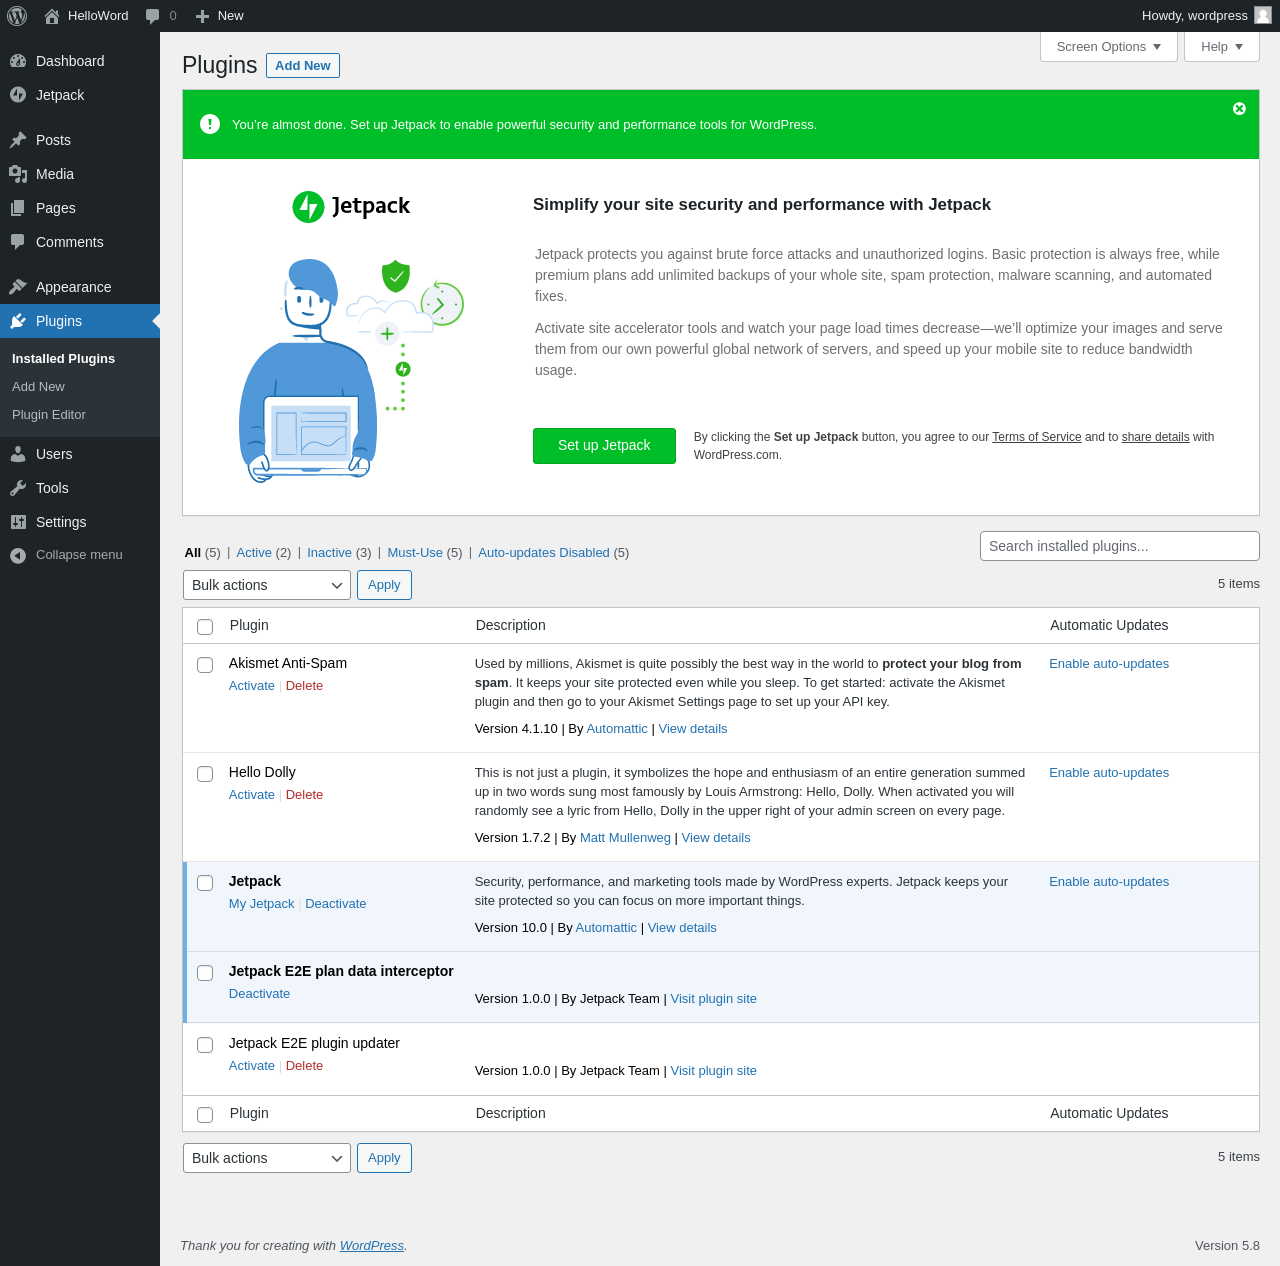 HelloWord 0 New Howdy, wordpress
Dashboard
Jetpack
Posts
Media
Pages
Comments
Appearance
Plugins
Installed Plugins
Add New
Plugin Editor
Users
Tools
Settings
Collapse menu
Screen Options Help
Plugins Add New
You're almost done. Set up Jetpack to enable powerful security and performance tools for WordPress.
Jetpack
Simplify your site security and performance with Jetpack
Jetpack protects you against brute force attacks and unauthorized logins. Basic protection is always free, while
premium plans add unlimited backups of your whole site, spam protection, malware scanning, and automated
fixes.
Activate site accelerator tools and watch your page load times decrease—we'll optimize your images and serve
them from our own powerful global network of servers, and speed up your mobile site to reduce bandwidth
usage.
Set up Jetpack
By clicking the Set up Jetpack button, you agree to our Terms of Service and to share details with
WordPress.com.
All (5) | Active (2) | Inactive (3) | Must-Use (5) | Auto-updates Disabled (5)
Search installed plugins...
Bulk actions Apply 5 items
Plugin Description Automatic Updates
Akismet Anti-Spam
Activate | Delete
Used by millions, Akismet is quite possibly the best way in the world to protect your blog from
spam. It keeps your site protected even while you sleep. To get started: activate the Akismet
plugin and then go to your Akismet Settings page to set up your API key.
Version 4.1.10 | By Automattic | View details
Enable auto-updates
Hello Dolly
Activate | Delete
This is not just a plugin, it symbolizes the hope and enthusiasm of an entire generation summed
up in two words sung most famously by Louis Armstrong: Hello, Dolly. When activated you will
randomly see a lyric from Hello, Dolly in the upper right of your admin screen on every page.
Version 1.7.2 | By Matt Mullenweg | View details
Enable auto-updates
Jetpack
My Jetpack | Deactivate
Security, performance, and marketing tools made by WordPress experts. Jetpack keeps your
site protected so you can focus on more important things.
Version 10.0 | By Automattic | View details
Enable auto-updates
Jetpack E2E plan data interceptor
Deactivate
Version 1.0.0 | By Jetpack Team | Visit plugin site
Jetpack E2E plugin updater
Activate | Delete
Version 1.0.0 | By Jetpack Team | Visit plugin site
Plugin Description Automatic Updates
Bulk actions Apply 5 items
Thank you for creating with WordPress. Version 5.8